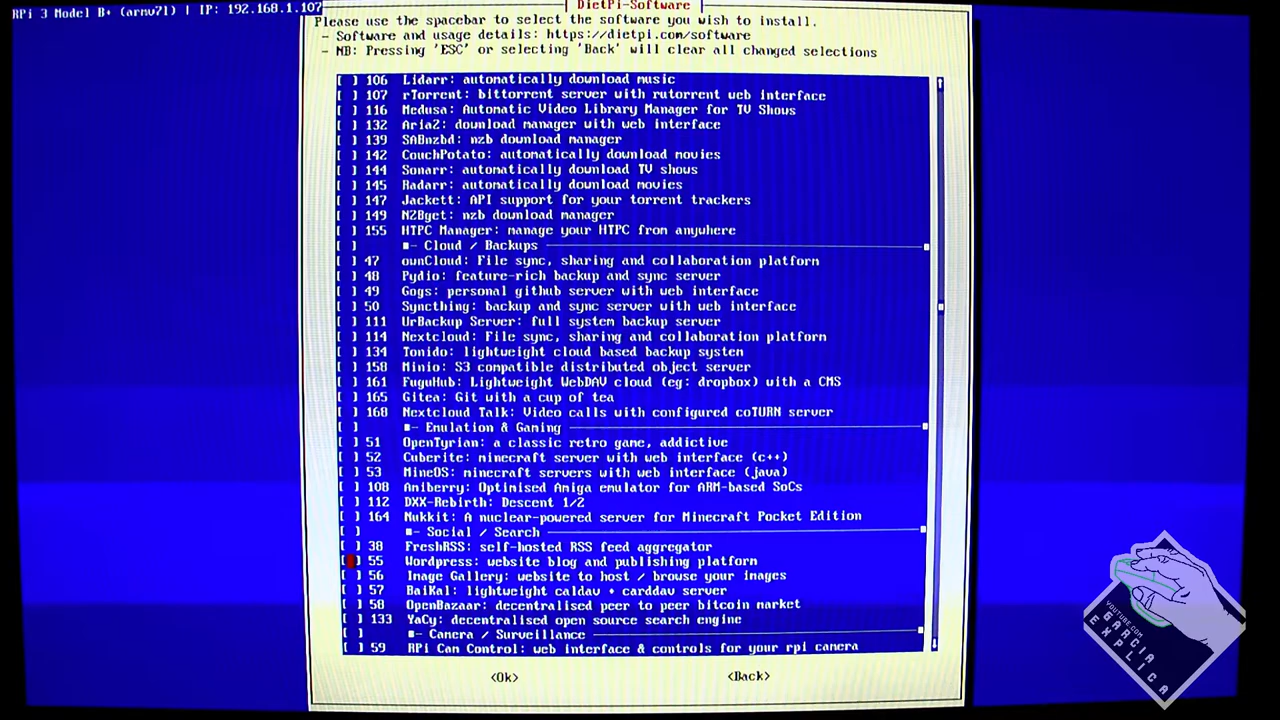 RPi 3 Model B+ (armv7l) | IP: 192.168.1.107
DietPi-Software
Please use the spacebar to select the software you wish to install.
- Software and usage details: https://dietpi.com/software
- NB: Pressing 'ESC' or selecting 'Back' will clear all changed selections
[ ] 106 Lidarr: automatically download music
[ ] 107 rTorrent: bittorrent server with rutorrent web interface
[ ] 116 Medusa: Automatic Video Library Manager for TV Shows
[ ] 132 Aria2: download manager with web interface
[ ] 139 SABnzbd: nzb download manager
[ ] 142 CouchPotato: automatically download movies
[ ] 144 Sonarr: automatically download TV shows
[ ] 145 Radarr: automatically download movies
[ ] 147 Jackett: API support for your torrent trackers
[ ] 149 NZBget: nzb download manager
[ ] 155 HTPC Manager: manage your HTPC from anywhere
[ ] ■- Cloud / Backups
[ ] 47 ownCloud: File sync, sharing and collaboration platform
[ ] 48 Pydio: feature-rich backup and sync server
[ ] 49 Gogs: personal github server with web interface
[ ] 50 Syncthing: backup and sync server with web interface
[ ] 111 UrBackup Server: full system backup server
[ ] 114 Nextcloud: File sync, sharing and collaboration platform
[ ] 134 Tonido: lightweight cloud based backup system
[ ] 158 Minio: S3 compatible distributed object server
[ ] 161 FuguHub: Lightweight WebDAV cloud (eg: dropbox) with a CMS
[ ] 165 Gitea: Git with a cup of tea
[ ] 168 Nextcloud Talk: Video calls with configured coTURN server
[ ] ■- Emulation & Gaming
[ ] 51 OpenTyrian: a classic retro game, addictive
[ ] 52 Cuberite: minecraft server with web interface (c++)
[ ] 53 MineOS: minecraft servers with web interface (java)
[ ] 108 Amiberry: Optimised Amiga emulator for ARM-based SoCs
[ ] 112 DXX-Rebirth: Descent 1/2
[ ] 164 Nukkit: A nuclear-powered server for Minecraft Pocket Edition
[ ] ■- Social / Search
[ ] 38 FreshRSS: self-hosted RSS feed aggregator
[ ] 55 Wordpress: website blog and publishing platform
[ ] 56 Image Gallery: website to host / browse your images
[ ] 57 BaiKal: lightweight caldav + carddav server
[ ] 58 OpenBazaar: decentralised peer to peer bitcoin market
[ ] 133 YaCy: decentralised open source search engine
[ ] ■- Camera / Surveillance
[ ] 59 RPi Cam Control: web interface & controls for your rpi camera
<Ok> <Back>
YOUTUBE.COM
GARCIA
EXPLICA